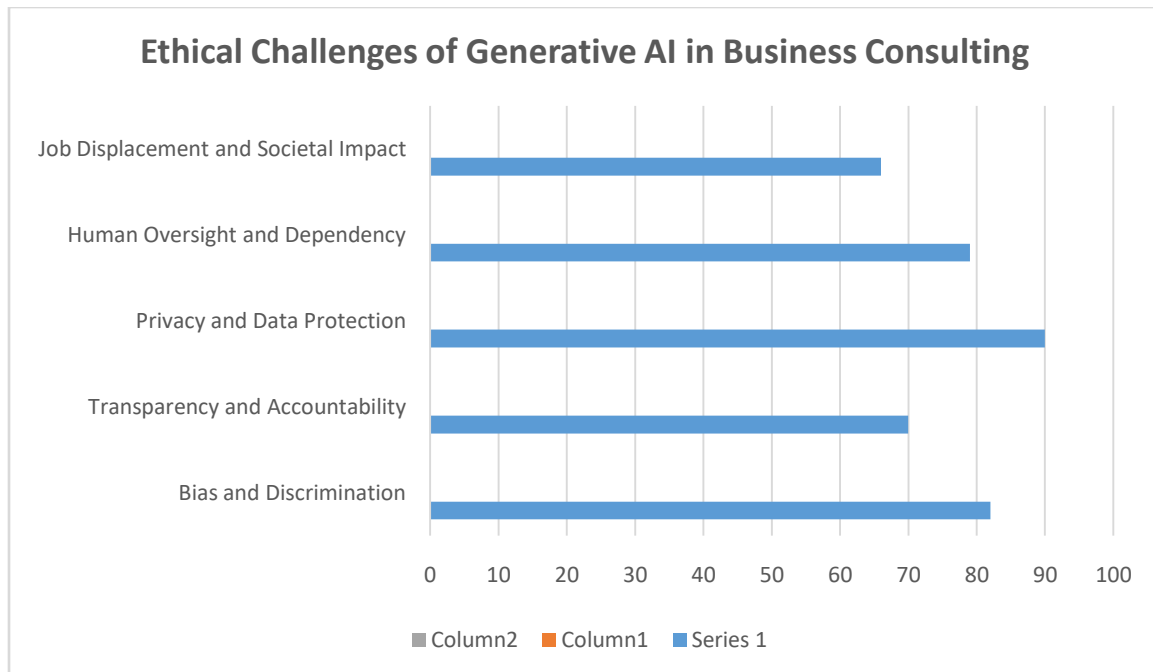 Ethical Challenges of Generative AI in Business Consulting
Job Displacement and Societal Impact
Human Oversight and Dependency
Privacy and Data Protection
Transparency and Accountability
Bias and Discrimination
0 10 20 30 40 50 60 70 80 90 100
Column2 Column1 Series 1